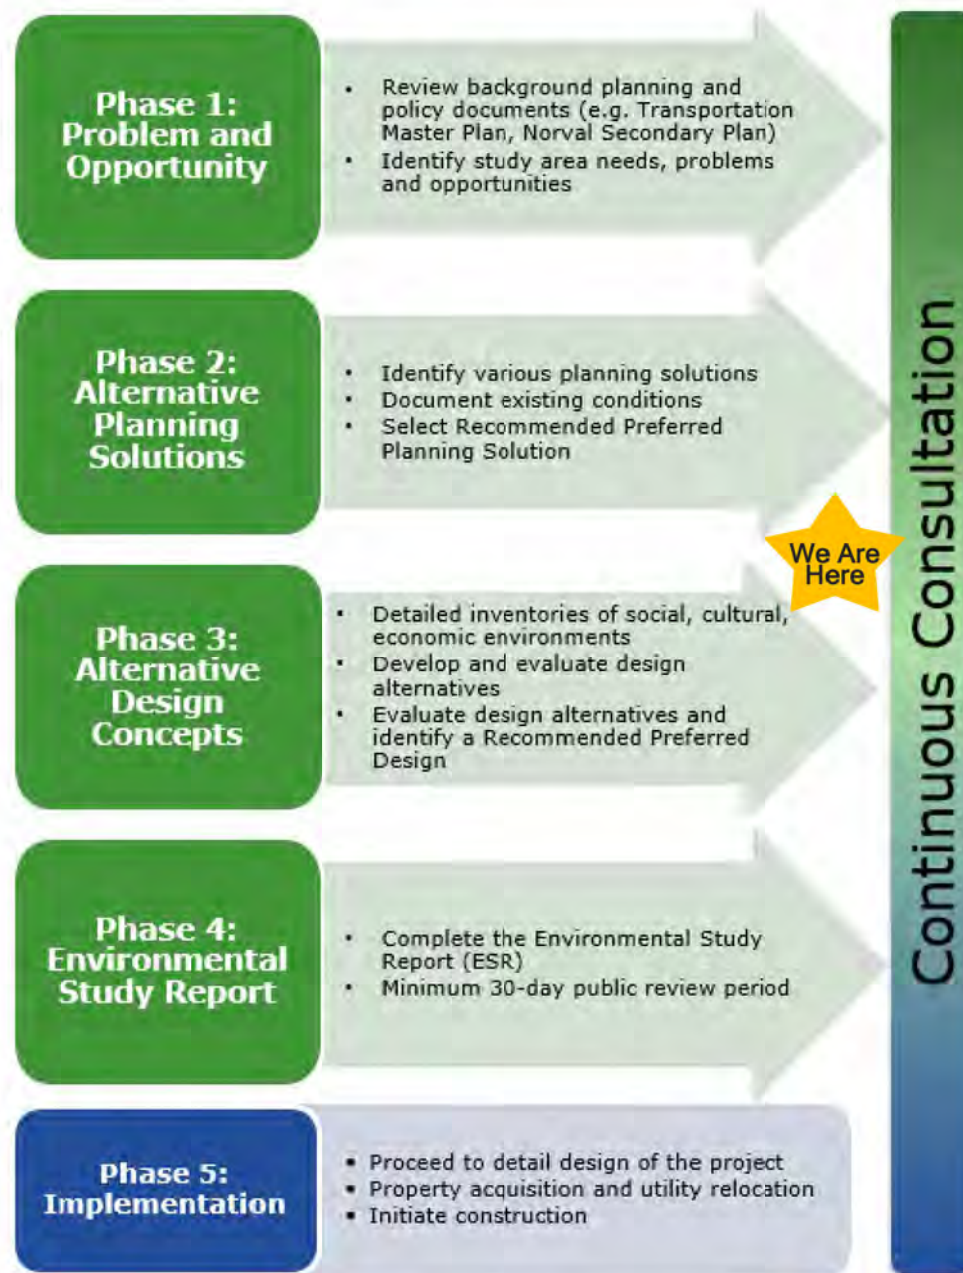 Phase 1:
Problem and
Opportunity
• Review background planning and
policy documents (e.g. Transportation
Master Plan, Norval Secondary Plan)
• Identify study area needs, problems
and opportunities
Phase 2:
Alternative
Planning
Solutions
• Identify various planning solutions
• Document existing conditions
• Select Recommended Preferred
Planning Solution
We Are
Here
Phase 3:
Alternative
Design
Concepts
• Detailed inventories of social, cultural,
economic environments
• Develop and evaluate design
alternatives
• Evaluate design alternatives and
identify a Recommended Preferred
Design
Phase 4:
Environmental
Study Report
• Complete the Environmental Study
Report (ESR)
• Minimum 30-day public review period
Phase 5:
Implementation
▪ Proceed to detail design of the project
▪ Property acquisition and utility relocation
▪ Initiate construction
Continuous Consultation